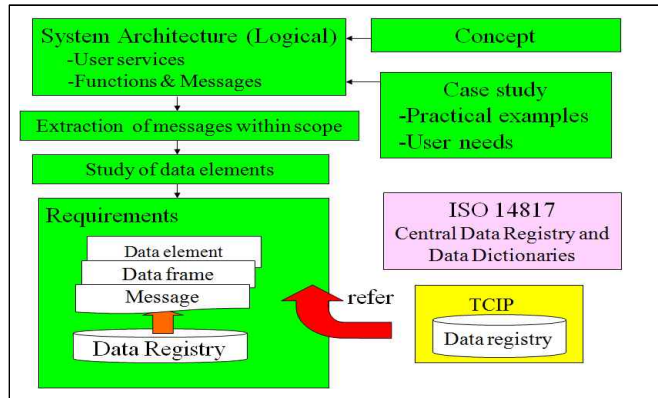 System Architecture (Logical)
-User services
-Functions & Messages
Concept
Case study
-Practical examples
-User needs
Extraction of messages within scope
Study of data elements
Requirements
Data element
Data frame
Message
Data Registry
refer
ISO 14817
Central Data Registry and
Data Dictionaries
TCIP
Data registry